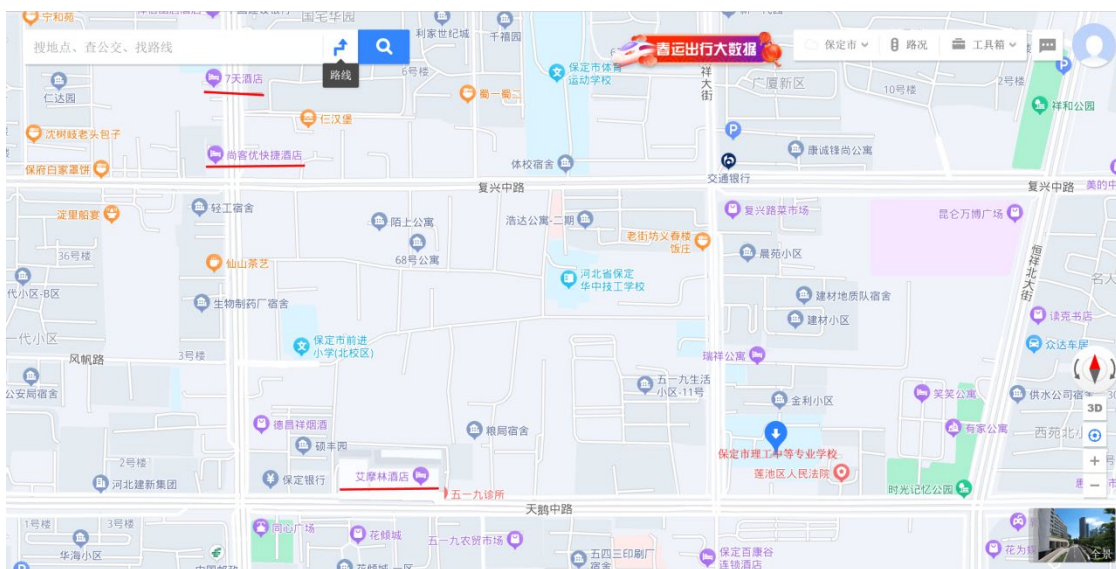 宁和苑
国宅华园
利家世纪城
千禧园
搜地点、查公交、找路线
路线
春运出行大数据
保定市
路况
工具箱
仁达园
7天酒店
6号楼
蜀一蜀二
保定市体育
运动学校
祥
大
街
广厦新区
10号楼
2号楼
祥和公园
沈树歧老头包子
仨汉堡
保府白家罩饼
尚客优快捷酒店
体校宿舍
康诚锋尚公寓
交通银行
复兴中路
复兴中路
美的中
淀里船宴
轻工宿舍
陌上公寓
浩达公寓-二期
复兴路菜市场
昆仑万博广场
68号公寓
老街坊义春楼
饭庄
晨苑小区
36号楼
仙山茶艺
河北省保定
华中技工学校
恒
祥
北
大
街
名大
代小区-B区
生物制药厂宿舍
建材地质队宿舍
建材小区
读克书店
一代小区
保定市前进
小学(北校区)
众达车居
风帆路
3号楼
瑞祥公寓
公安局宿舍
五一九生活
小区-11号
金利小区
笑笑公寓
供水公司宿舍
3D
德昌祥烟酒
粮局宿舍
有家公寓
西苑北小
硕丰园
保定市理工中等专业学校
2号楼
河北建新集团
保定银行
艾摩林酒店
莲池区人民法院
五一九诊所
时光记忆公园
天鹅中路
1号楼
3号楼
同心广场
花倾城
五一九农贸市场
华海小区
中国邮政
花倾城-一区
五四三印刷厂
宿舍
保定百康谷
连锁酒店
花为
全景